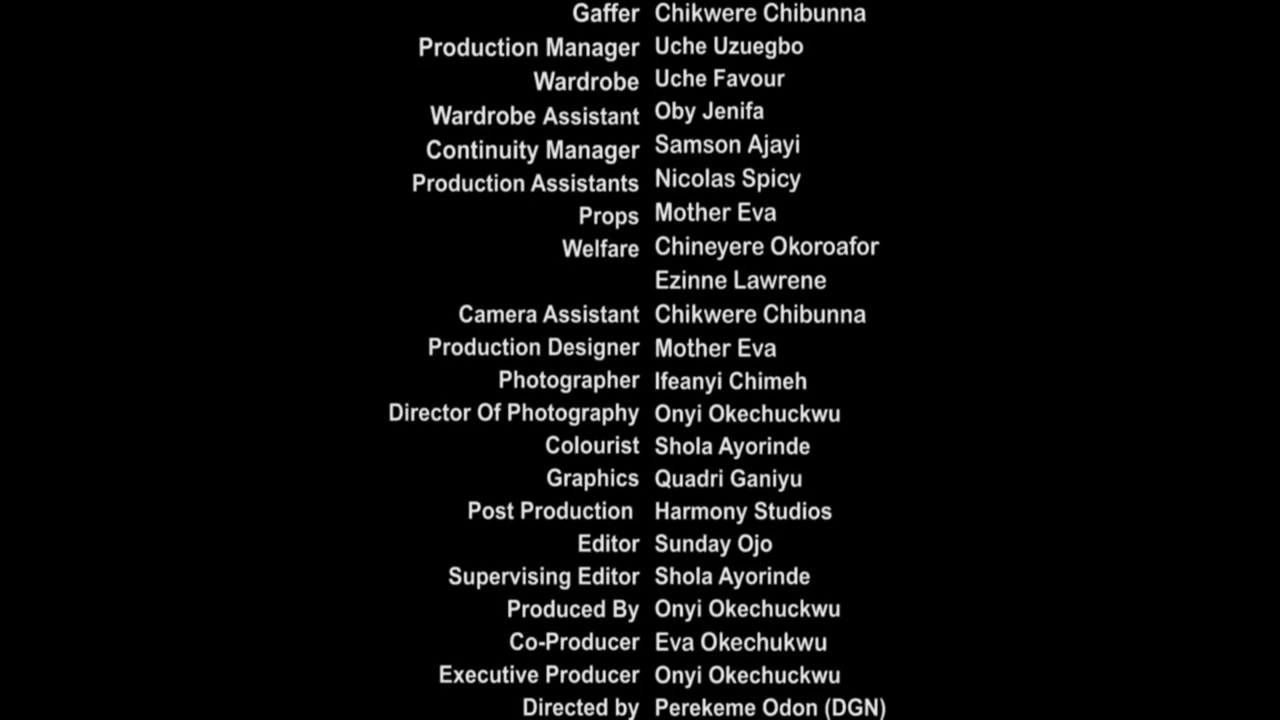 Gaffer Chikwere Chibunna
Production Manager Uche Uzuegbo
Wardrobe Uche Favour
Wardrobe Assistant Oby Jenifa
Continuity Manager Samson Ajayi
Production Assistants Nicolas Spicy
Props Mother Eva
Welfare Chineyere Okoroafor
Ezinne Lawrene
Camera Assistant Chikwere Chibunna
Production Designer Mother Eva
Photographer Ifeanyi Chimeh
Director Of Photography Onyi Okechuckwu
Colourist Shola Ayorinde
Graphics Quadri Ganiyu
Post Production Harmony Studios
Editor Sunday Ojo
Supervising Editor Shola Ayorinde
Produced By Onyi Okechuckwu
Co-Producer Eva Okechukwu
Executive Producer Onyi Okechuckwu
Directed by Perekeme Odon (DGN)